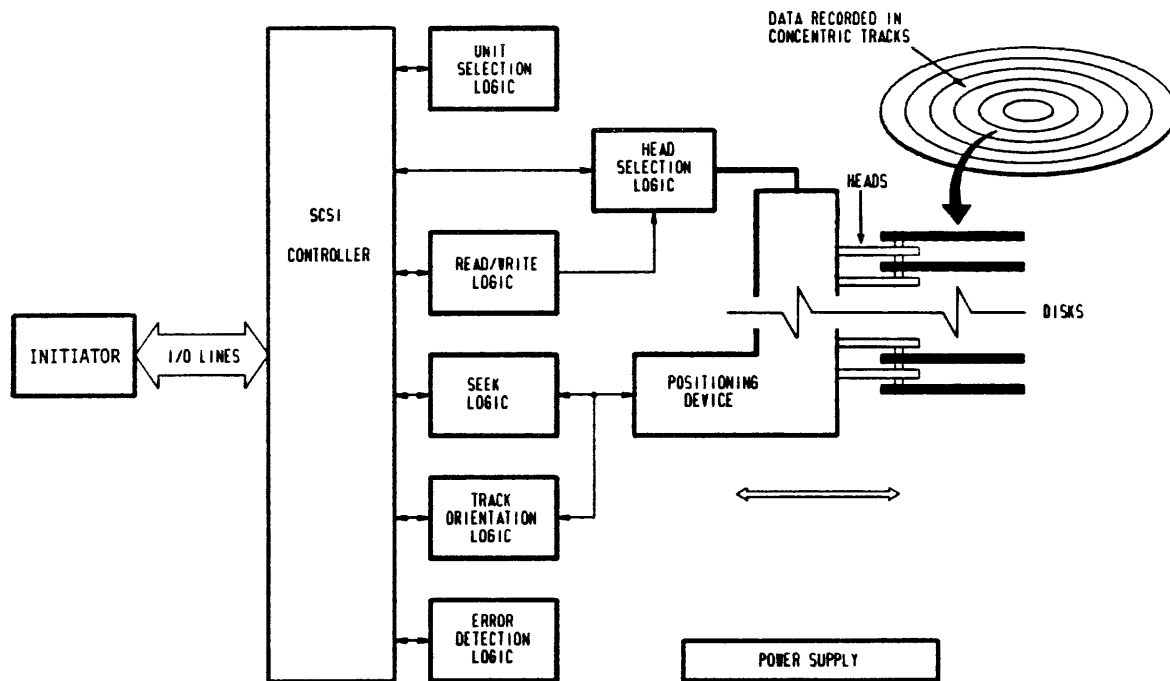 DATA RECORDED IN
CONCENTRIC TRACKS
UNIT
SELECTION
LOGIC
HEAD
SELECTION
LOGIC
HEADS
SCSI
CONTROLLER
READ/WRITE
LOGIC
DISKS
INITIATOR
I/O LINES
SEEK
LOGIC
POSITIONING
DEVICE
TRACK
ORIENTATION
LOGIC
ERROR
DETECTION
LOGIC
POWER SUPPLY